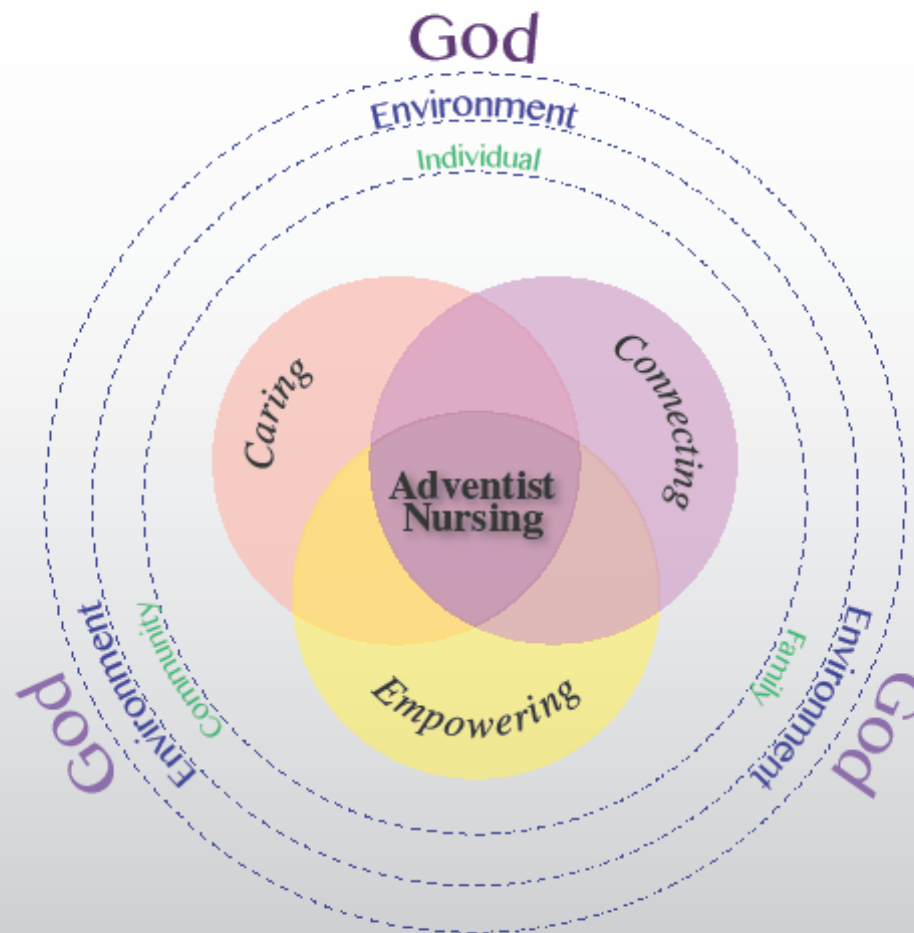 God
Environment
Individual
Caring
Connecting
Adventist
Nursing
Empowering
Community
Environment
God
Family
Environment
God